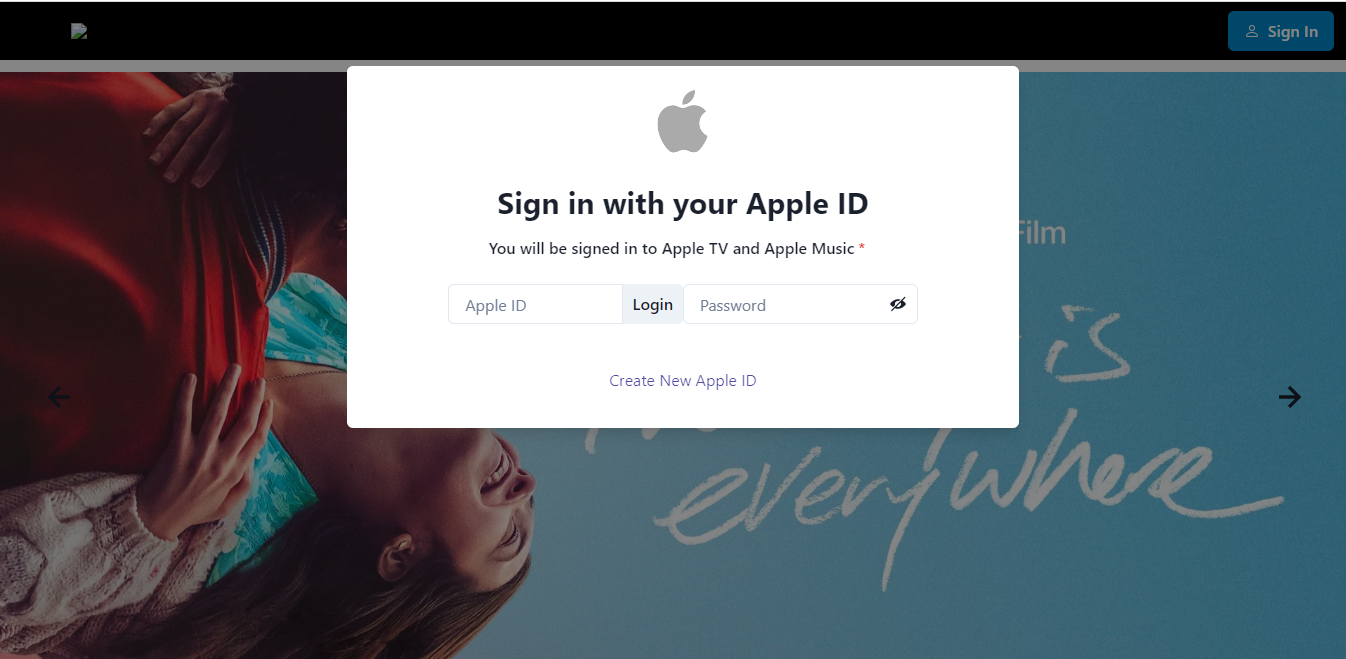 Sign In
Sign in with your Apple ID
You will be signed in to Apple TV and Apple Music *
Apple ID Login Password
Create New Apple ID
Film
is
everywhere